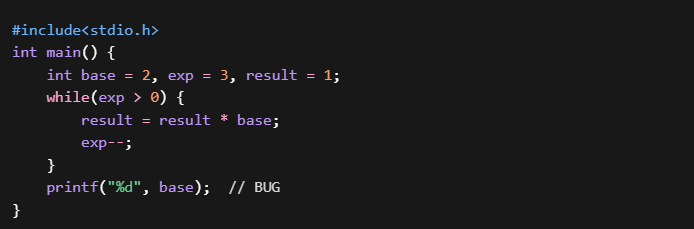 #include<stdio.h>
int main() {
    int base = 2, exp = 3, result = 1;
    while(exp > 0) {
        result = result * base;
        exp--;
    }
    printf("%d", base);  // BUG
}